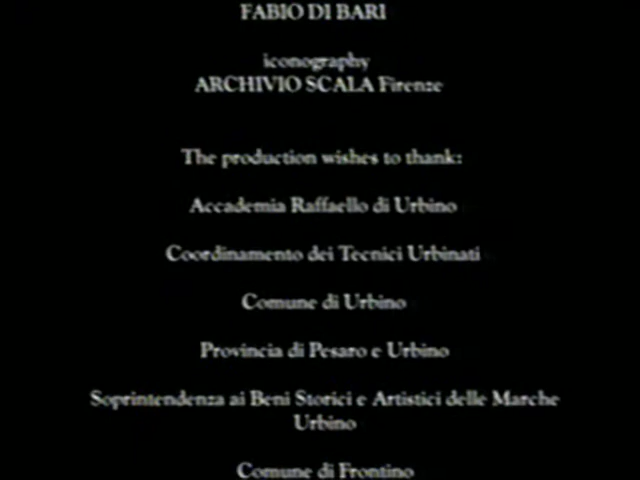 FABIO DI BARI
iconography
ARCHIVIO SCALA Firenze
The production wishes to thank:
Accademia Raffaello di Urbino
Coordinamento dei Tecnici Urbinati
Comune di Urbino
Provincia di Pesaro e Urbino
Soprintendenza ai Beni Storici e Artistici delle Marche
Urbino
Comune di Frontino